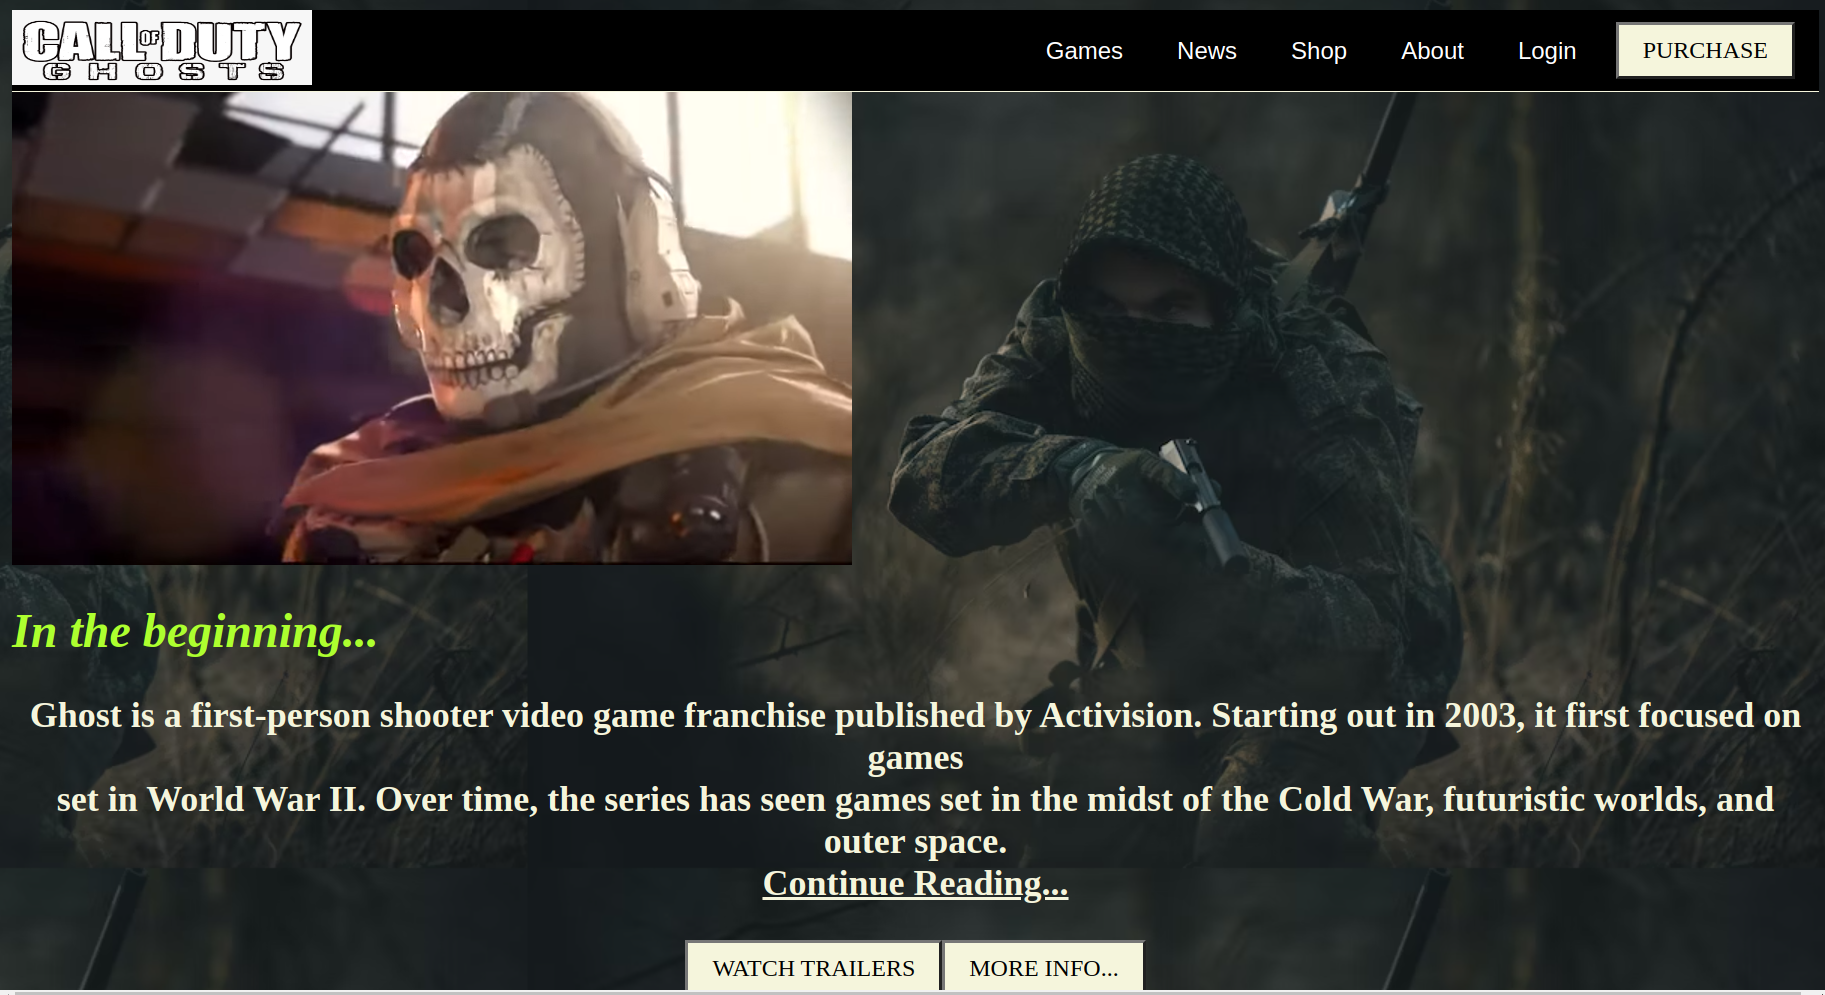 CALL OF DUTY
GHOSTS
Games News Shop About Login PURCHASE
In the beginning...
Ghost is a first-person shooter video game franchise published by Activision. Starting out in 2003, it first focused on
games
set in World War II. Over time, the series has seen games set in the midst of the Cold War, futuristic worlds, and
outer space.
Continue Reading...
WATCH TRAILERS MORE INFO...